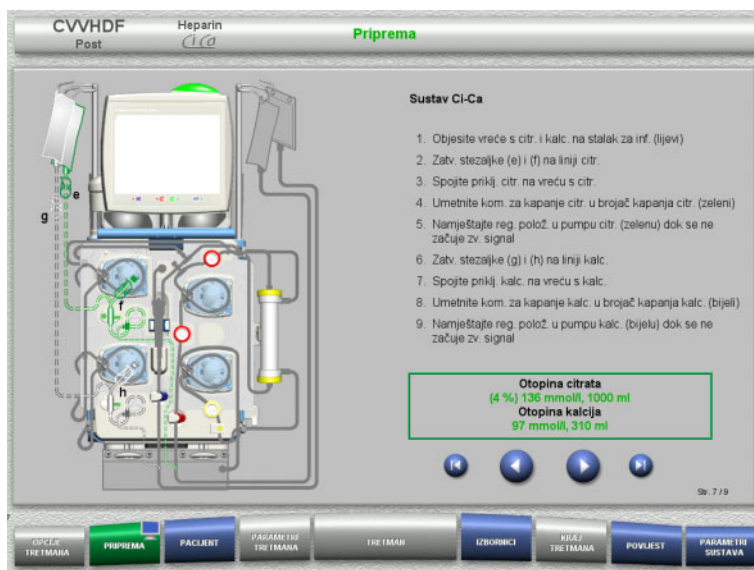 CVVHDF
Post
Heparin
Ci Ca
Priprema
Sustav Ci-Ca
1. Objesite vreće s citr. i kalc. na stalak za inf. (lijevi)
2. Zatv. stezaljke (e) i (f) na liniji citr.
3. Spojite priklj. citr. na vreću s citr.
4. Umetnite kom. za kapanje citr. u brojač kapanja citr. (zeleni)
5. Namještajte reg. polož. u pumpu citr. (zelenu) dok se ne
začuje zv. signal
6. Zatv. stezaljke (g) i (h) na liniji kalc.
7. Spojite priklj. kalc. na vreću s kalc.
8. Umetnite kom. za kapanje kalc. u brojač kapanja kalc. (bijeli)
9. Namještajte reg. polož. u pumpu kalc. (bijelu) dok se ne
začuje zv. signal
e
g
f
h
Otopina citrata
(4 %) 136 mmol/l, 1000 ml
Otopina kalcija
97 mmol/l, 310 ml
Str. 7 / 9
OPCIJE
TRETMANA
PRIPREMA
PACIJENT
PARAMETRI
TRETMANA
TRETMAN
IZBORNICI
KRAJ
TRETMANA
POVIJEST
PARAMETRI
SUSTAVA